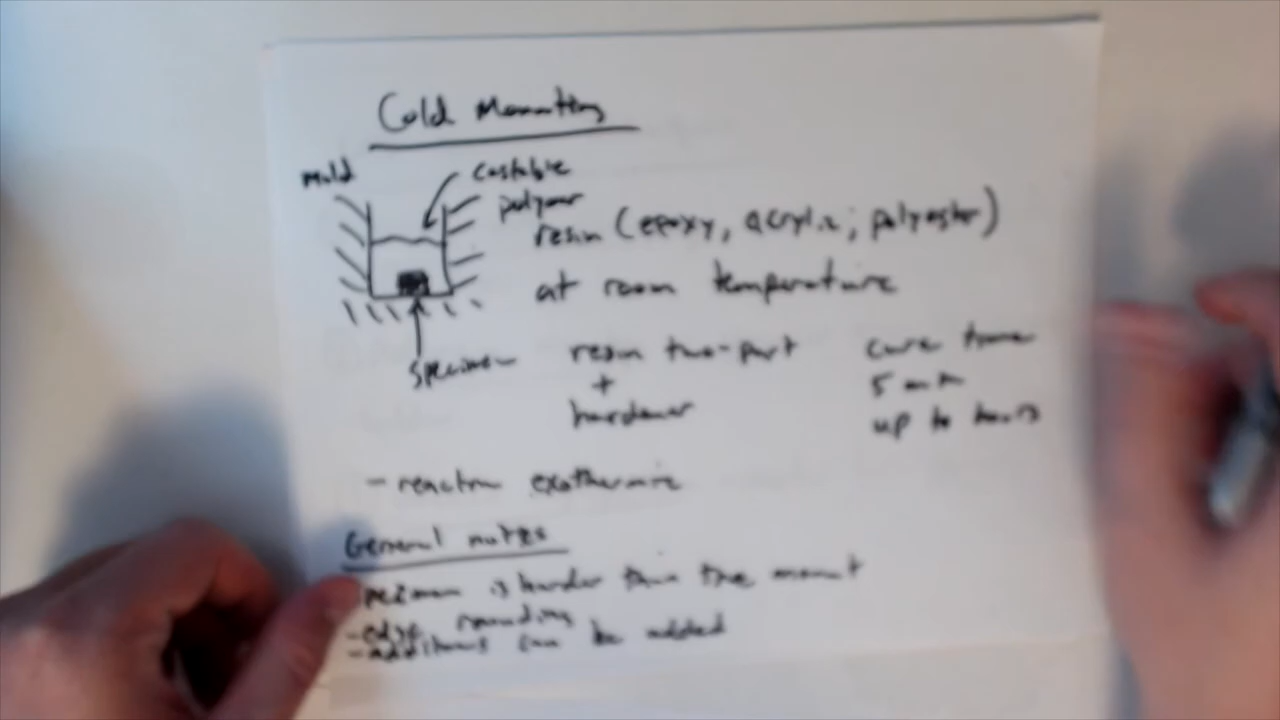 Cold Mounting
mold
castable
polymer
resin (epoxy, acrylic, polyester)
at room temperature
specimen
resin two-part
+
hardener
cure time
5 min
up to hours
- reaction exothermic
General notes
specimen is harder than the mount
- edge rounding
- additions can be added